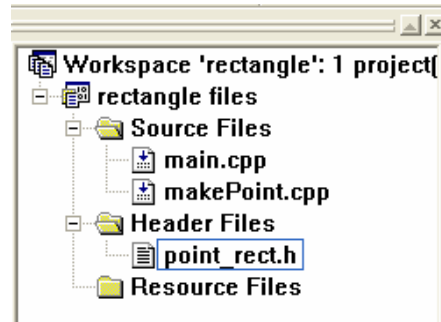 Workspace 'rectangle': 1 project(
rectangle files
Source Files
main.cpp
makePoint.cpp
Header Files
point_rect.h
Resource Files